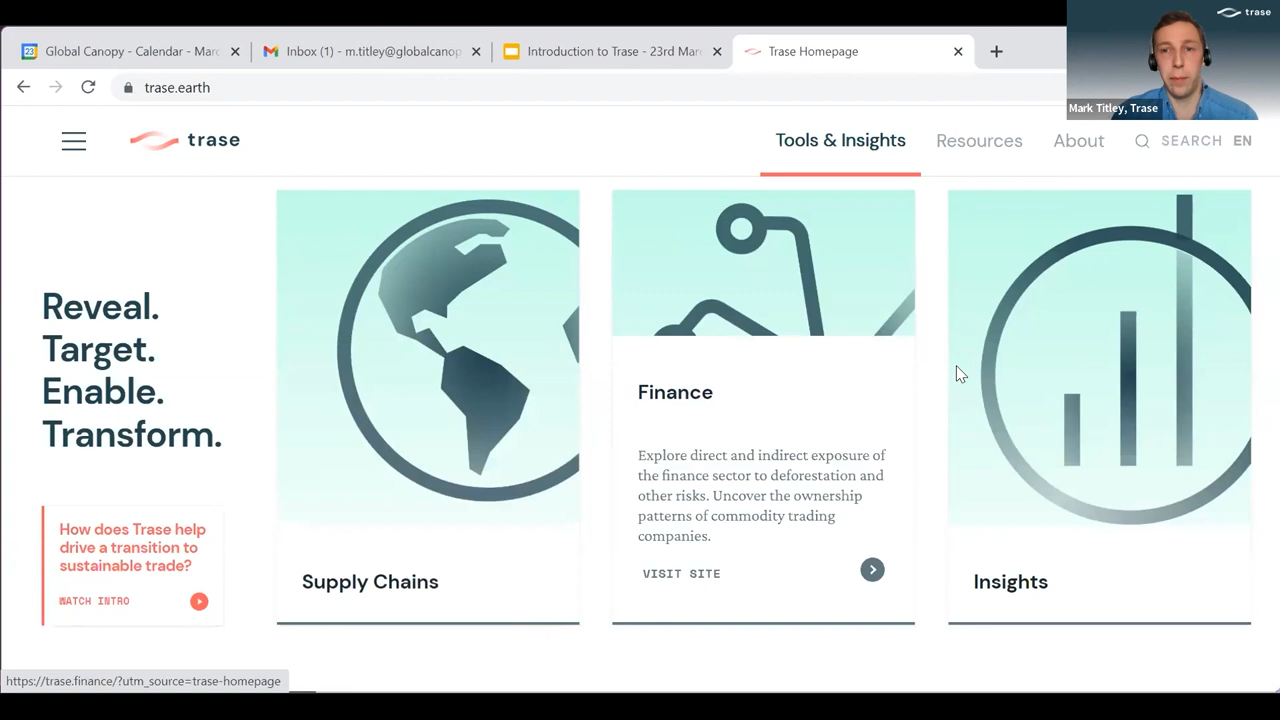 trase
Mark Titley, Trase
Global Canopy - Calendar - Marc
Inbox (1) - m.titley@globalcanop
Introduction to Trase - 23rd Mar
Trase Homepage
trase.earth
trase
Tools & Insights
Resources
About
SEARCH
EN
Reveal.
Target.
Enable.
Transform.
How does Trase help
drive a transition to
sustainable trade?
WATCH INTRO
Supply Chains
Finance
Explore direct and indirect exposure of
the finance sector to deforestation and
other risks. Uncover the ownership
patterns of commodity trading
companies.
VISIT SITE
Insights
https://trase.finance/?utm_source=trase-homepage